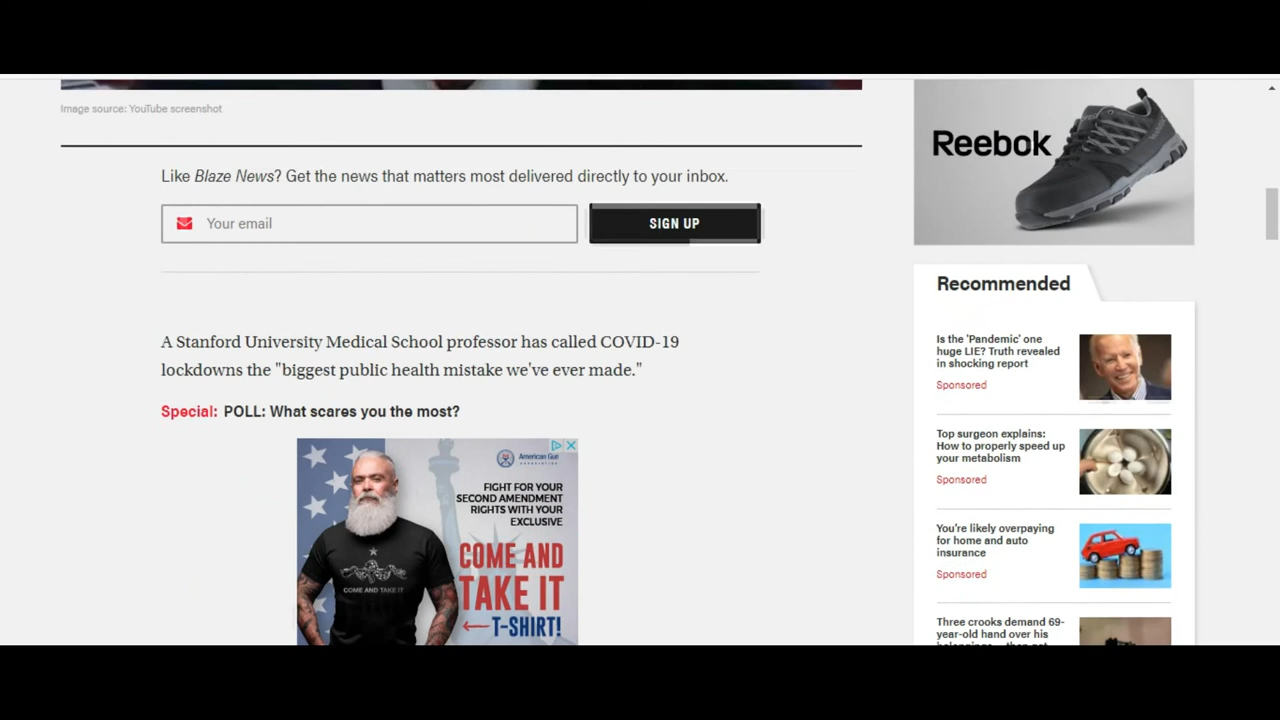 Image source: YouTube screenshot
Like Blaze News? Get the news that matters most delivered directly to your inbox.
Your email
SIGN UP
A Stanford University Medical School professor has called COVID-19
lockdowns the "biggest public health mistake we've ever made."
Special: POLL: What scares you the most?
American Gun
ASSOCIATION
FIGHT FOR YOUR
SECOND AMENDMENT
RIGHTS WITH YOUR
EXCLUSIVE
COME AND
TAKE IT
T-SHIRT!
COME AND TAKE IT
Reebok
Recommended
Is the 'Pandemic' one
huge LIE? Truth revealed
in shocking report
Sponsored
Top surgeon explains:
How to properly speed up
your metabolism
Sponsored
You're likely overpaying
for home and auto
insurance
Sponsored
Three crooks demand 69-
year-old hand over his